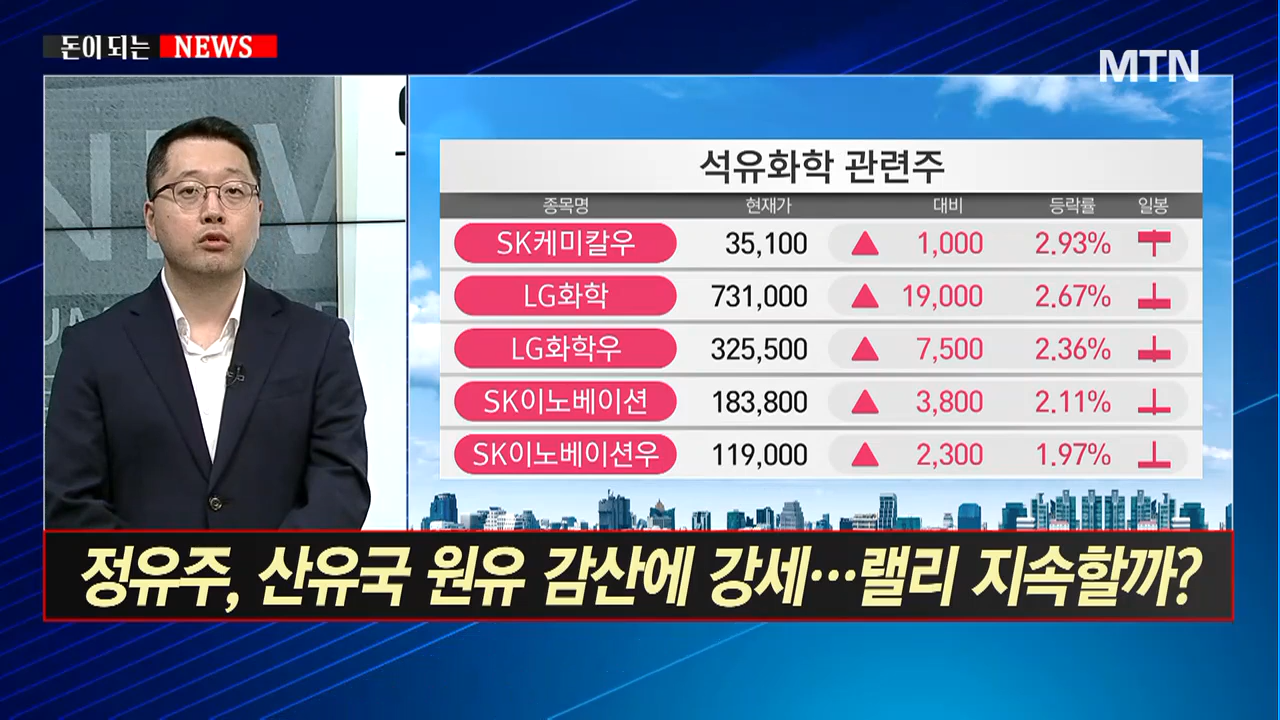 돈이 되는 NEWS
MTN
석유화학 관련주
종목명 현재가 대비 등락률 일봉
SK케미칼우 35,100 ▲ 1,000 2.93%
LG화학 731,000 ▲ 19,000 2.67%
LG화학우 325,500 ▲ 7,500 2.36%
SK이노베이션 183,800 ▲ 3,800 2.11%
SK이노베이션우 119,000 ▲ 2,300 1.97%
정유주, 산유국 원유 감산에 강세…랠리 지속할까?